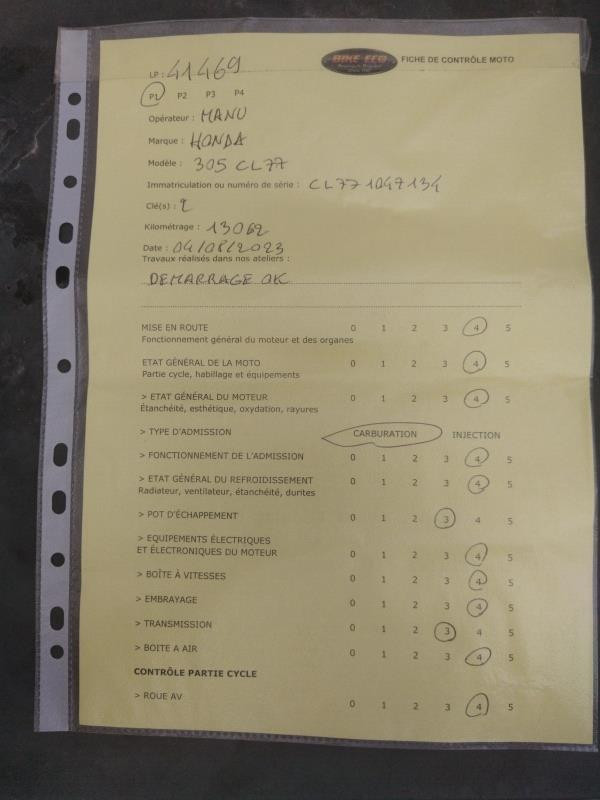 BIKE ECO
FICHE DE CONTRÔLE MOTO
LP : 41469
P1 P2 P3 P4
Opérateur : MANU
Marque : HONDA
Modèle : 305 CL77
Immatriculation ou numéro de série : CL77 1047134
Clé(s) : 2
Kilométrage : 13062
Date : 04/08/2023
Travaux réalisés dans nos ateliers :
DEMARRAGE OK
MISE EN ROUTE 0 1 2 3 4 5
Fonctionnement général du moteur et des organes
ETAT GÉNÉRAL DE LA MOTO 0 1 2 3 4 5
Partie cycle, habillage et équipements
> ETAT GÉNÉRAL DU MOTEUR 0 1 2 3 4 5
Étanchéité, esthétique, oxydation, rayures
> TYPE D'ADMISSION CARBURATION INJECTION
> FONCTIONNEMENT DE L'ADMISSION 0 1 2 3 4 5
> ETAT GÉNÉRAL DU REFROIDISSEMENT 0 1 2 3 4 5
Radiateur, ventilateur, étanchéité, durites
> POT D'ÉCHAPPEMENT 0 1 2 3 4 5
> EQUIPEMENTS ÉLECTRIQUES
ET ÉLECTRONIQUES DU MOTEUR 0 1 2 3 4 5
> BOÎTE À VITESSES 0 1 2 3 4 5
> EMBRAYAGE 0 1 2 3 4 5
> TRANSMISSION 0 1 2 3 4 5
> BOITE A AIR 0 1 2 3 4 5
CONTRÔLE PARTIE CYCLE
> ROUE AV 0 1 2 3 4 5